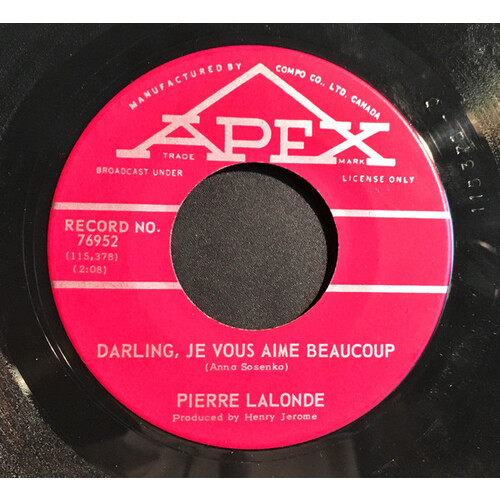 MANUFACTURED BY COMPO CO., LTD. CANADA
APEX
TRADE MARK
BROADCAST UNDER LICENSE ONLY
RECORD NO.
76952
(115,378)
(2:08)
DARLING, JE VOUS AIME BEAUCOUP
(Anna Sosenko)
PIERRE LALONDE
Produced by Henry Jerome